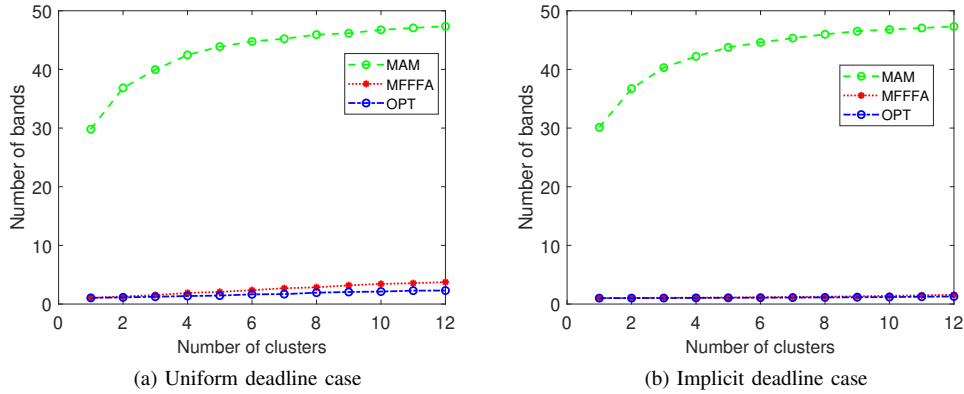 50
40
30
20
10
0
Number of bands
MAM
MFFFA
OPT
0 2 4 6 8 10 12
Number of clusters
(a) Uniform deadline case
50
40
30
20
10
0
Number of bands
MAM
MFFFA
OPT
0 2 4 6 8 10 12
Number of clusters
(b) Implicit deadline case